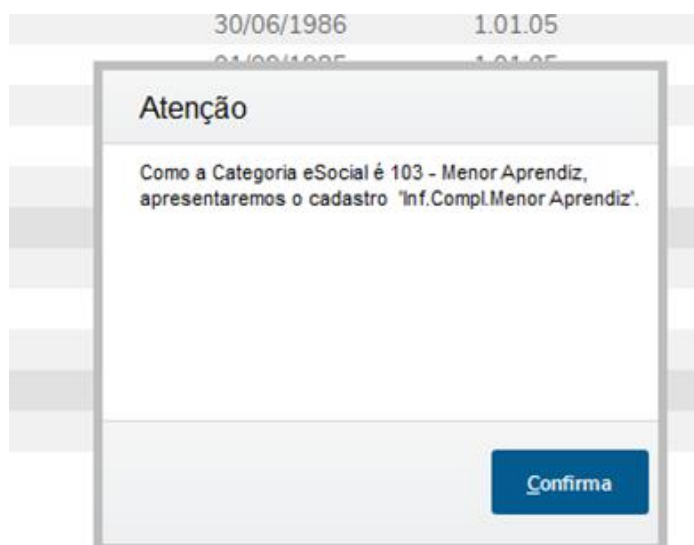 30/06/1986 1.01.05
Atenção
Como a Categoria eSocial é 103 - Menor Aprendiz,
apresentaremos o cadastro 'Inf.Compl.Menor Aprendiz'.
Confirma